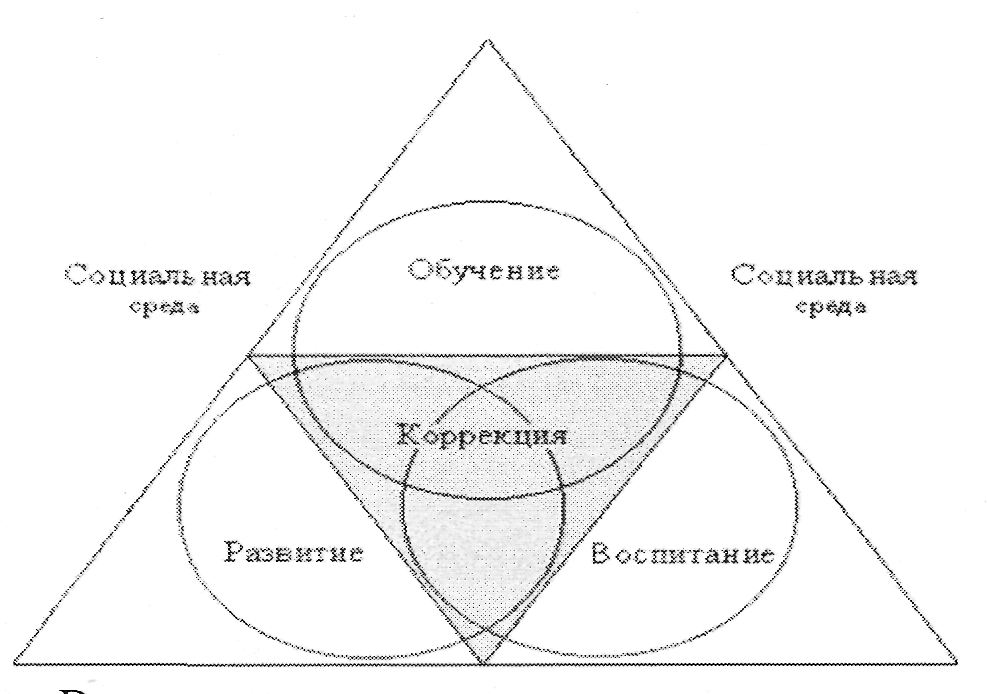 Обучение
Социальная
среда
Социальная
среда
Коррекция
Развитие
Воспитание